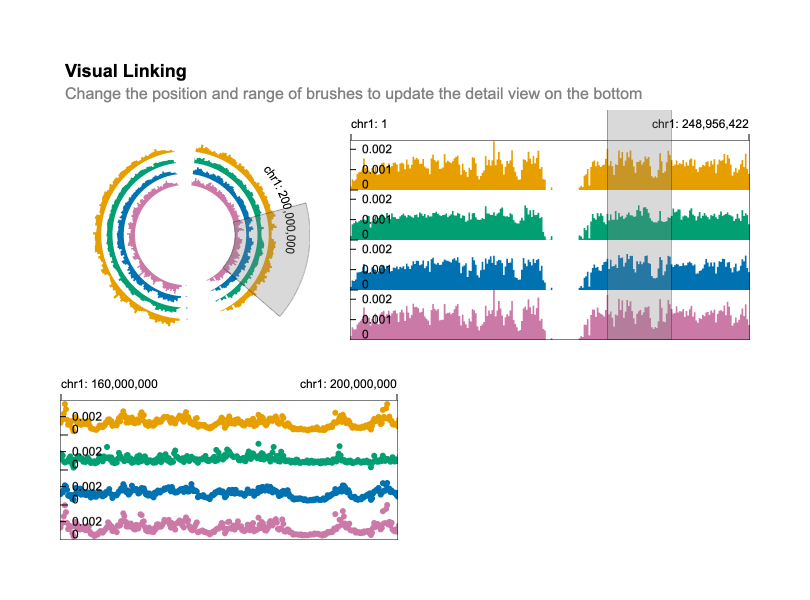 Visual Linking
Change the position and range of brushes to update the detail view on the bottom
chr1: 200,000,000
chr1: 1
chr1: 248,956,422
0.002
0.001
0
0.002
0.001
0
0.002
0.001
0
0.002
0.001
0
chr1: 160,000,000
chr1: 200,000,000
0.002
0
0.002
0
0.002
0
0.002
0